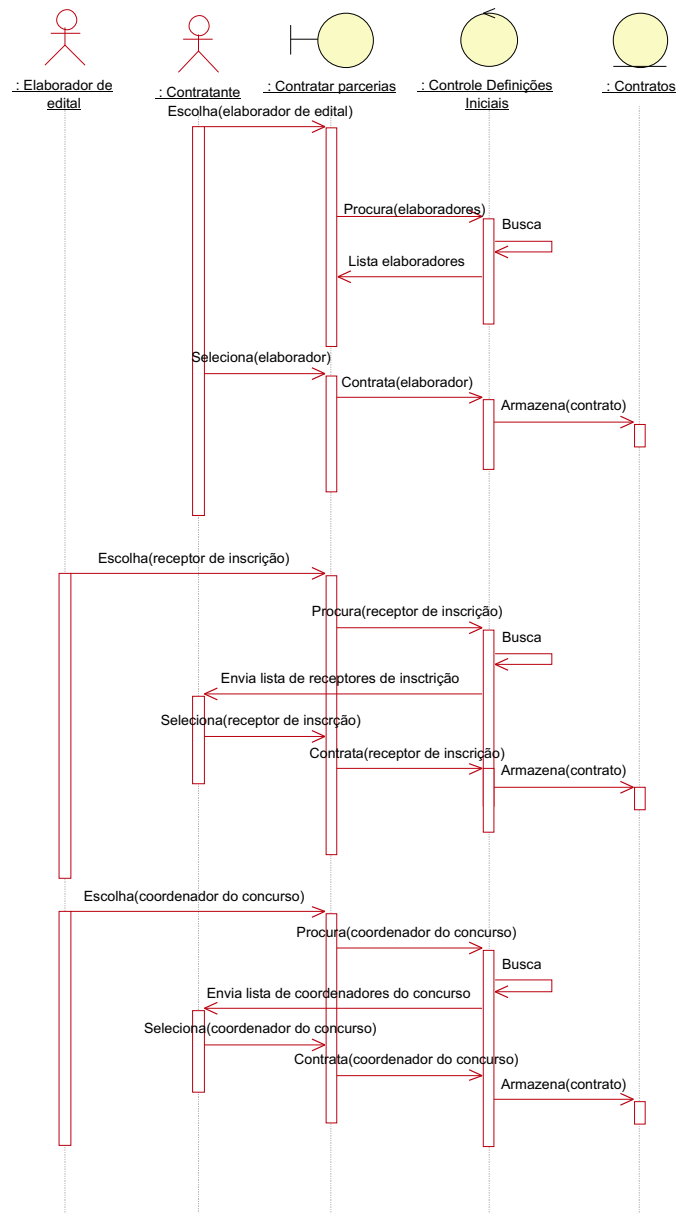 : Elaborador de
edital
: Contratante
: Contratar parcerias
: Controle Definições
Iniciais
: Contratos
Escolha(elaborador de edital)
Procura(elaboradores)
Busca
Lista elaboradores
Seleciona(elaborador)
Contrata(elaborador)
Armazena(contrato)
Escolha(receptor de inscrição)
Procura(receptor de inscrição)
Busca
Envia lista de receptores de insctrição
Seleciona(receptor de inscrção)
Contrata(receptor de inscrição)
Armazena(contrato)
Escolha(coordenador do concurso)
Procura(coordenador do concurso)
Busca
Envia lista de coordenadores do concurso
Seleciona(coordenador do concurso)
Contrata(coordenador do concurso)
Armazena(contrato)